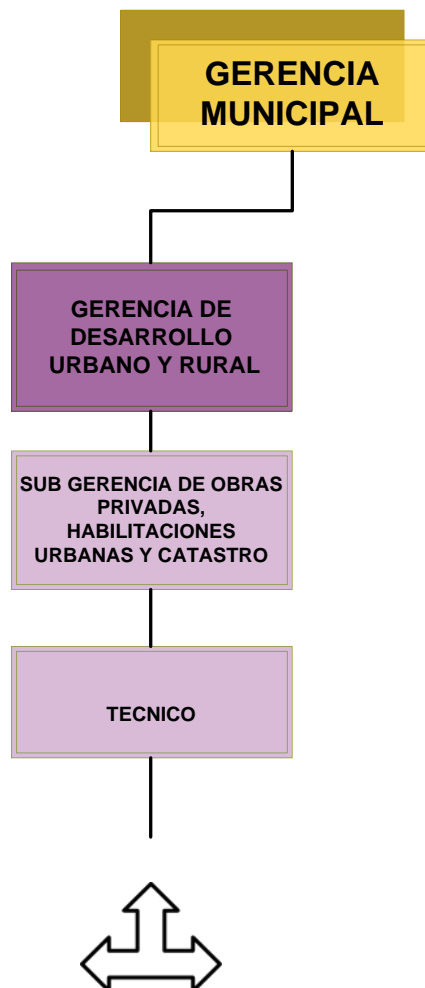 GERENCIA
MUNICIPAL
GERENCIA DE
DESARROLLO
URBANO Y RURAL
SUB GERENCIA DE OBRAS
PRIVADAS,
HABILITACIONES
URBANAS Y CATASTRO
TECNICO